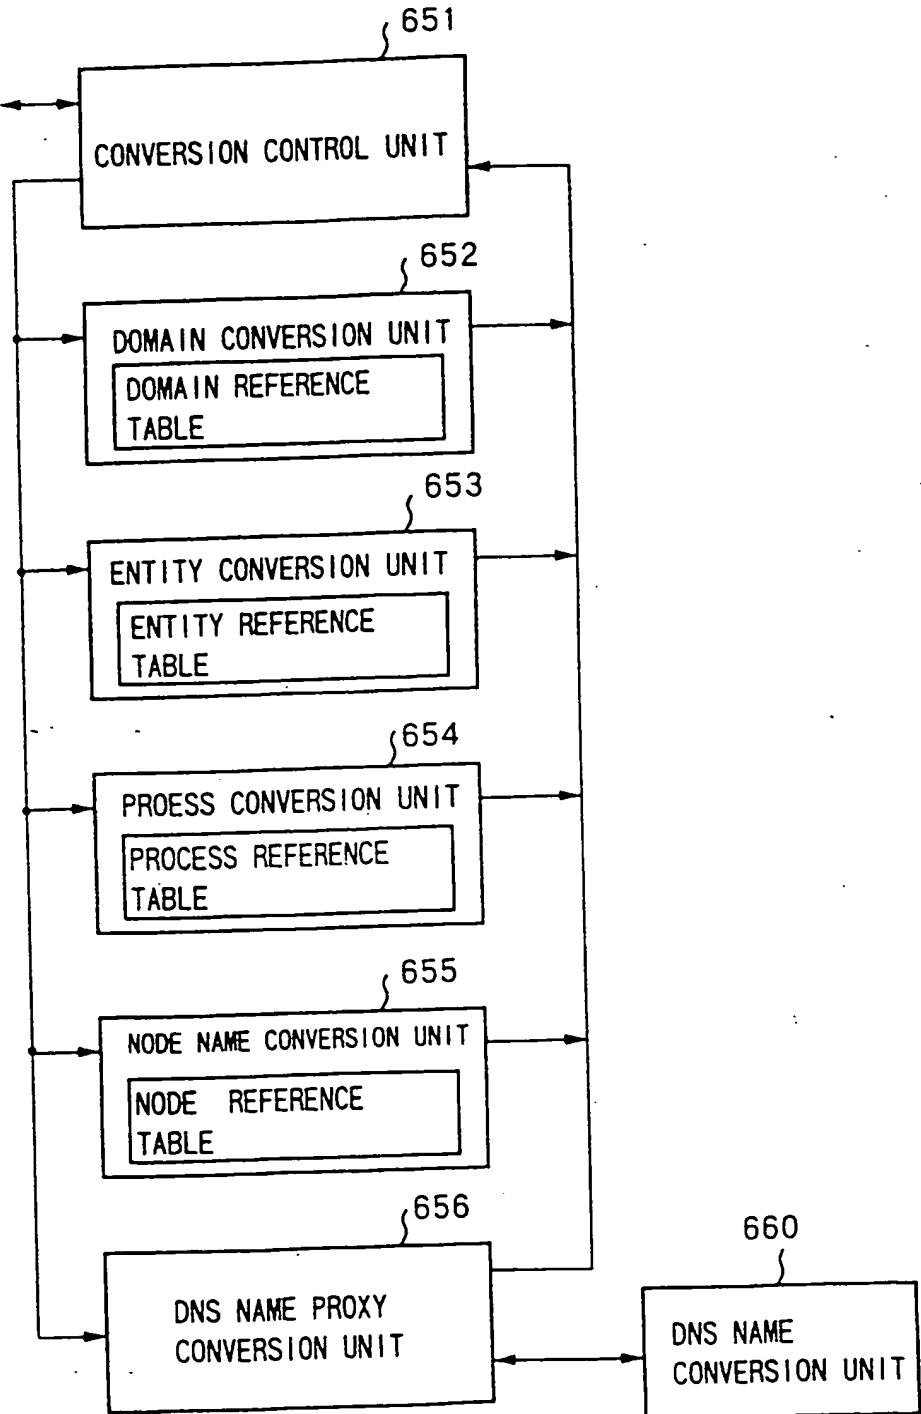 651
CONVERSION CONTROL UNIT
652
DOMAIN CONVERSION UNIT
DOMAIN REFERENCE
TABLE
653
ENTITY CONVERSION UNIT
ENTITY REFERENCE
TABLE
654
PROESS CONVERSION UNIT
PROCESS REFERENCE
TABLE
655
NODE NAME CONVERSION UNIT
NODE REFERENCE
TABLE
656
DNS NAME PROXY
CONVERSION UNIT
660
DNS NAME
CONVERSION UNIT